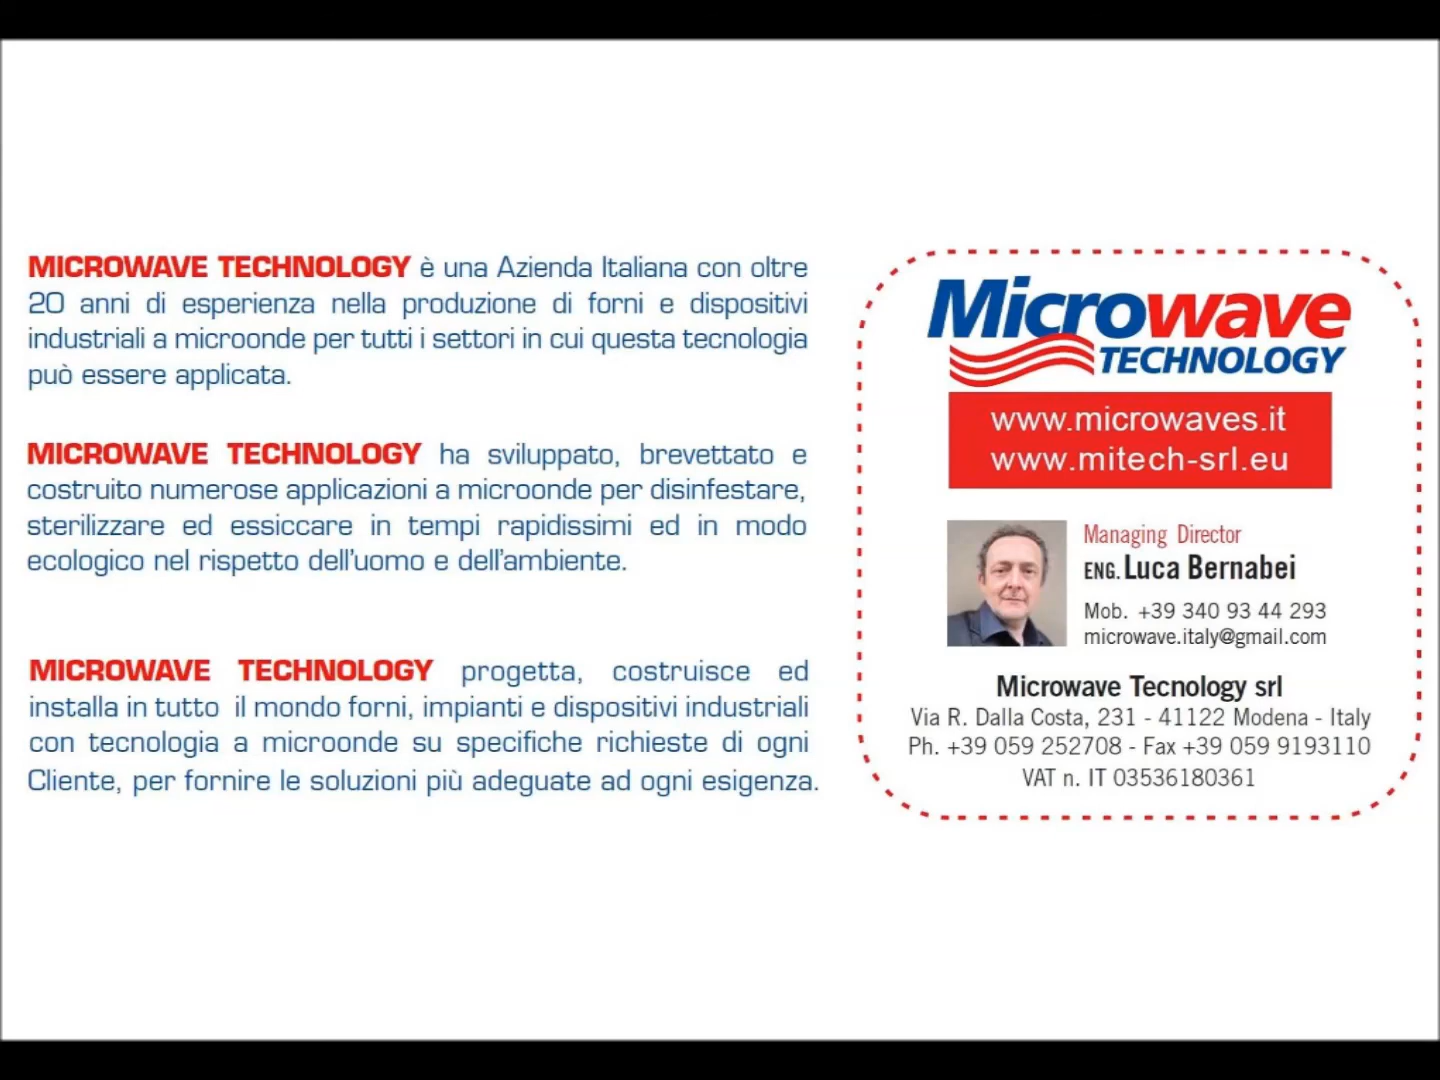 MICROWAVE TECHNOLOGY è una Azienda Italiana con oltre
20 anni di esperienza nella produzione di forni e dispositivi
industriali a microonde per tutti i settori in cui questa tecnologia
può essere applicata.
MICROWAVE TECHNOLOGY ha sviluppato, brevettato e
costruito numerose applicazioni a microonde per disinfestare,
sterilizzare ed essiccare in tempi rapidissimi ed in modo
ecologico nel rispetto dell'uomo e dell'ambiente.
MICROWAVE TECHNOLOGY progetta, costruisce ed
installa in tutto il mondo forni, impianti e dispositivi industriali
con tecnologia a microonde su specifiche richieste di ogni
Cliente, per fornire le soluzioni più adeguate ad ogni esigenza.
Microwave
TECHNOLOGY
www.microwaves.it
www.mitech-srl.eu
Managing Director
ENG. Luca Bernabei
Mob. +39 340 93 44 293
microwave.italy@gmail.com
Microwave Tecnology srl
Via R. Dalla Costa, 231 - 41122 Modena - Italy
Ph. +39 059 252708 - Fax +39 059 9193110
VAT n. IT 03536180361